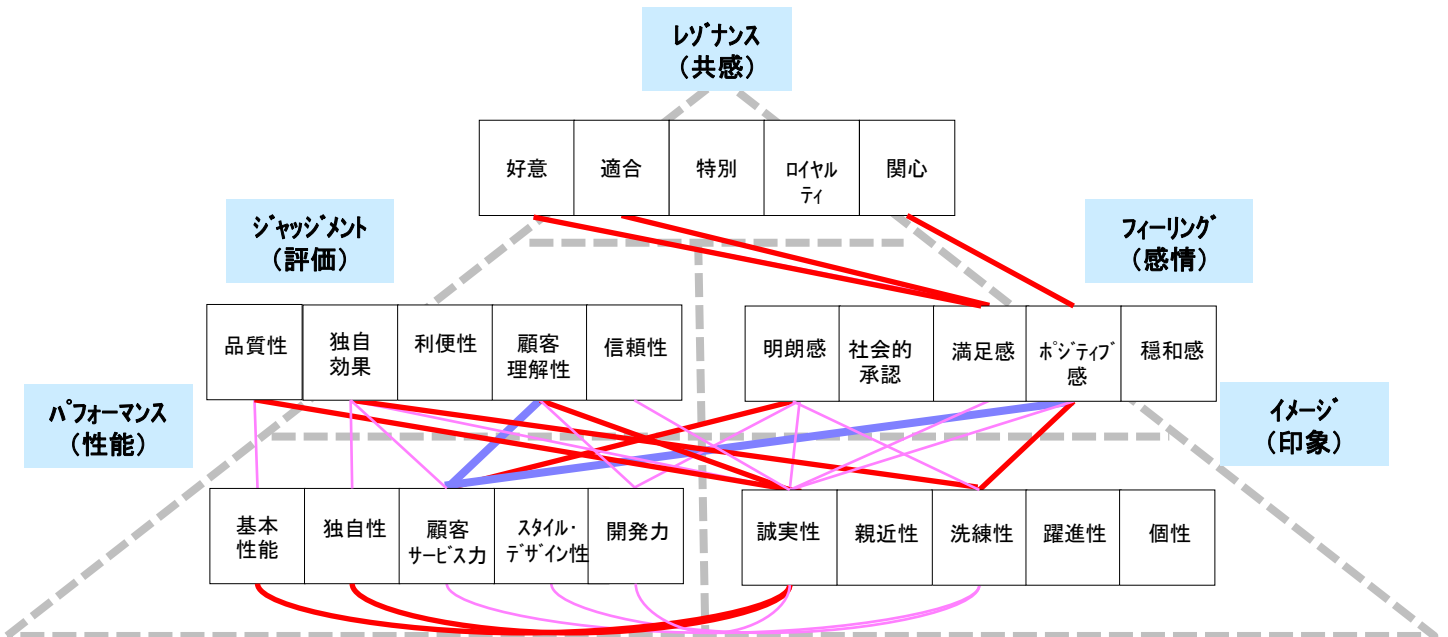 レゾナンス
（共感）
好意
適合
特別
ロイヤル
ティ
関心
ジャッジメント
（評価）
フィーリング
（感情）
品質性
独自
効果
利便性
顧客
理解性
信頼性
明朗感
社会的
承認
満足感
ポジティブ
感
穏和感
パフォーマンス
（性能）
イメージ
（印象）
基本
性能
独自性
顧客
サービス力
スタイル・
デザイン性
開発力
誠実性
親近性
洗練性
躍進性
個性